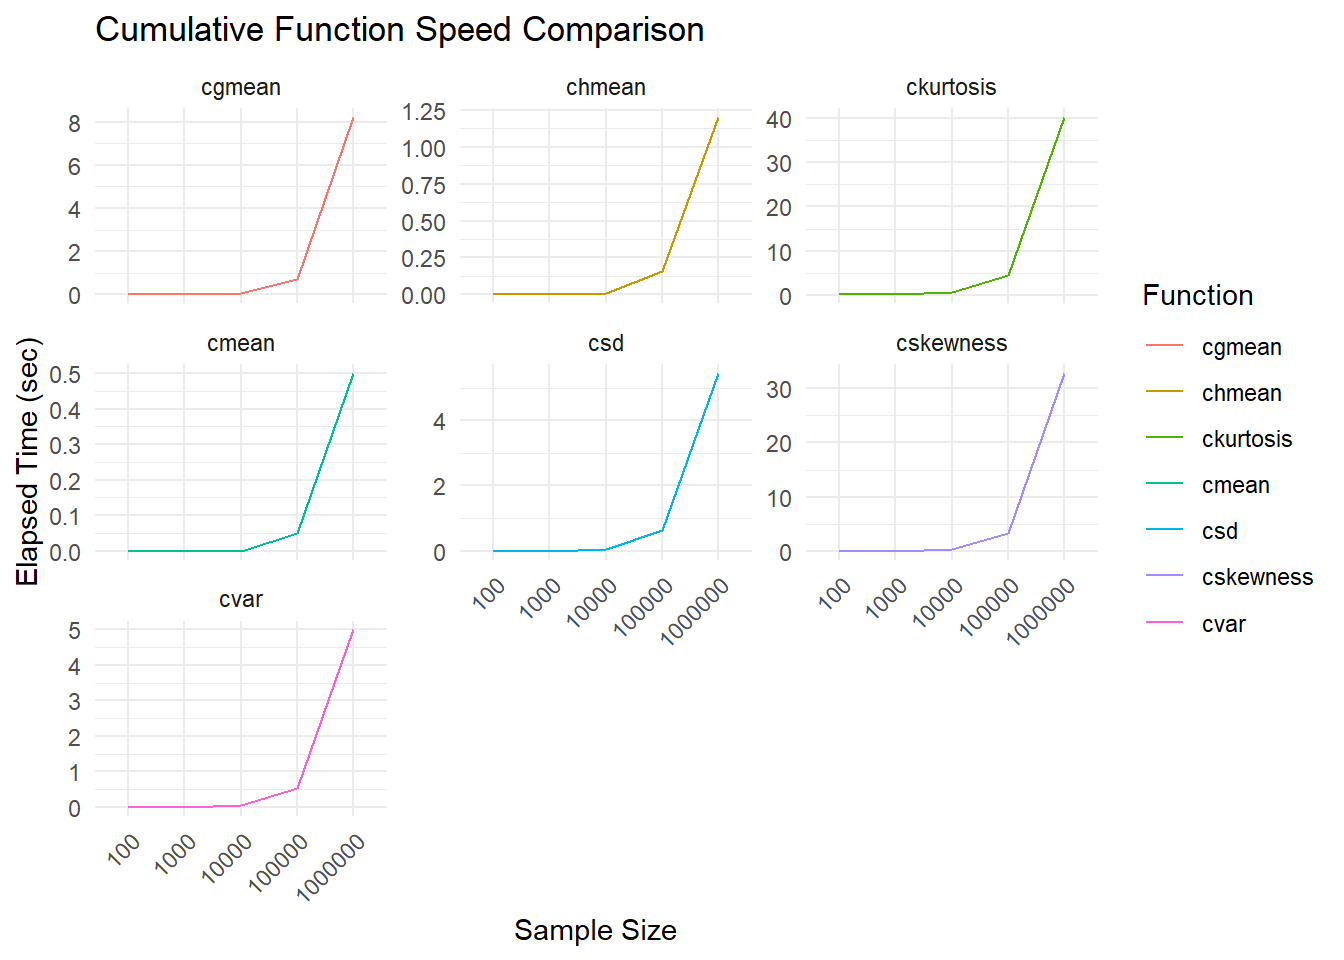 Cumulative Function Speed Comparison
cgmean
chmean
ckurtosis
8
6
4
2
0
1.25
1.00
0.75
0.50
0.25
0.00
40
30
20
10
0
cmean
csd
cskewness
0.5
0.4
0.3
0.2
0.1
0.0
4
2
0
30
20
10
0
100
1000
10000
100000
1000000
100
1000
10000
100000
1000000
cvar
5
4
3
2
1
0
100
1000
10000
100000
1000000
Elapsed Time (sec)
Sample Size
Function
cgmean
chmean
ckurtosis
cmean
csd
cskewness
cvar